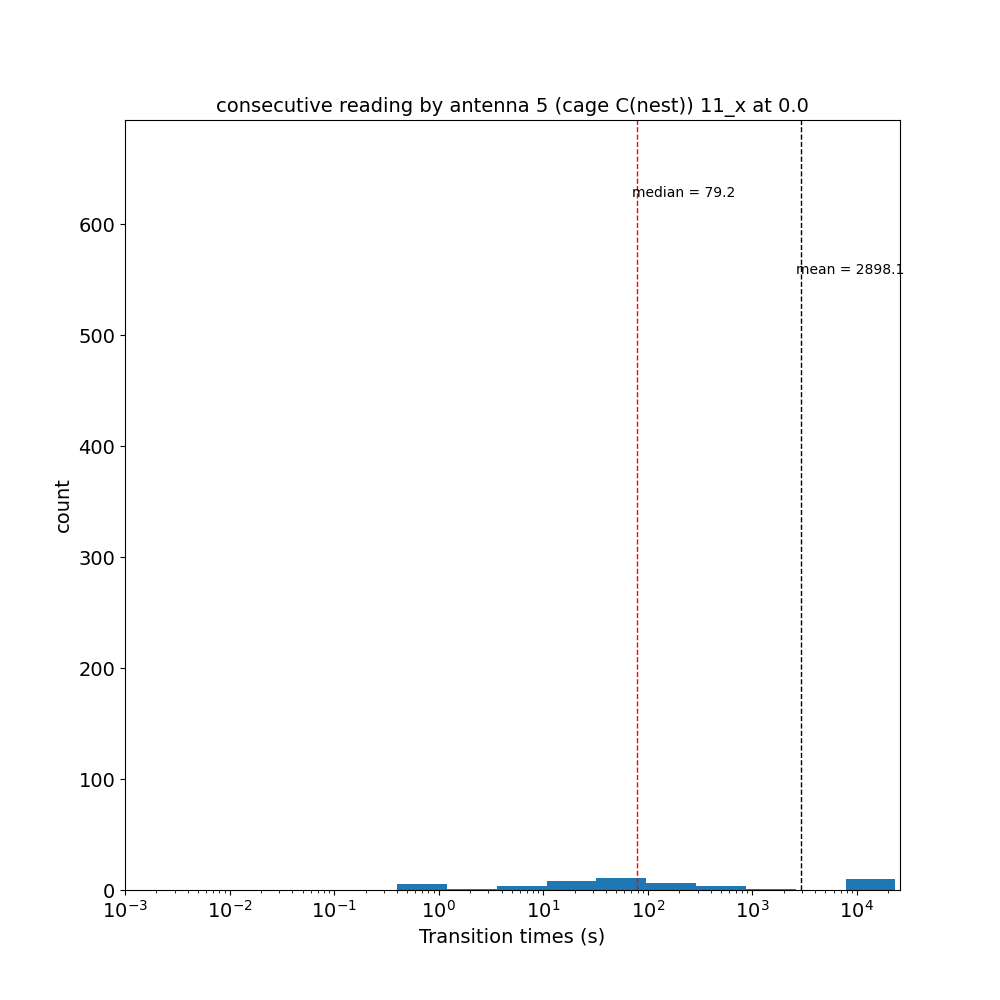 consecutive reading by antenna 5 (cage C(nest)) 11_x at 0.0
median = 79.2
mean = 2898.1
600
500
400
300
200
100
0
count
10⁻³ 10⁻² 10⁻¹ 10⁰ 10¹ 10² 10³ 10⁴
Transition times (s)